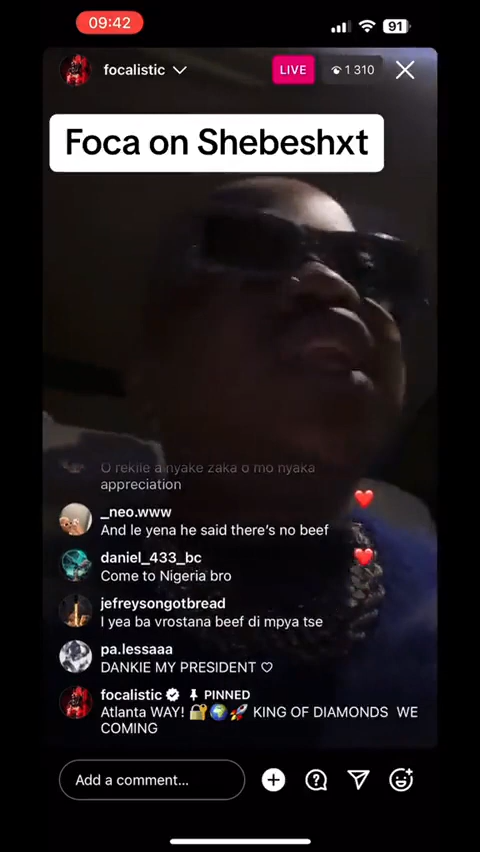 09:42
91
focalistic
LIVE
1 310
Foca on Shebeshxt
O rekile a nyake zaka o mo nyaka
appreciation
_neo.www
And le yena he said there's no beef
daniel_433_bc
Come to Nigeria bro
jefreysongotbread
I yea ba vrostana beef di mpya tse
pa.lessaaa
DANKIE MY PRESIDENT ♡
focalistic PINNED
Atlanta WAY! 🔐🌍🚀 KING OF DIAMONDS WE
COMING
Add a comment...